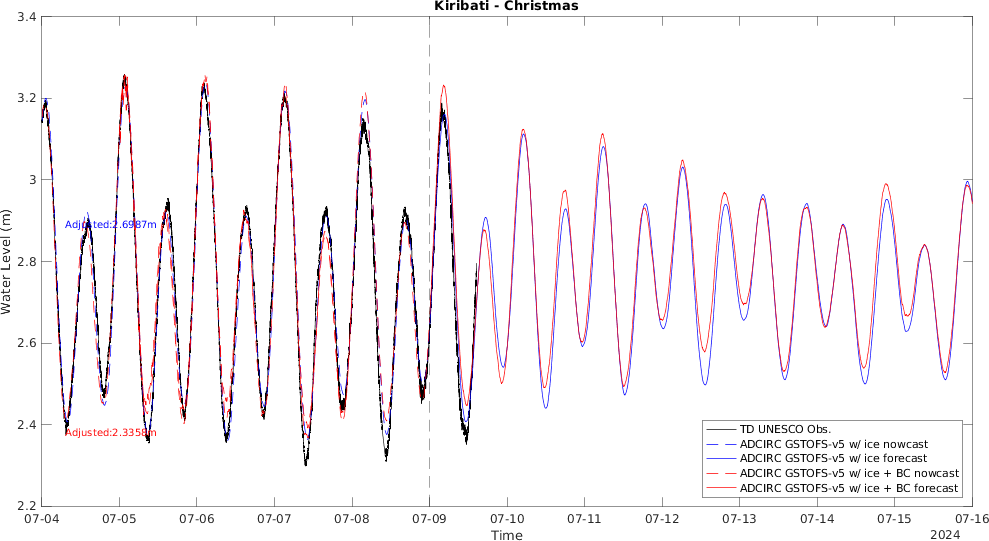 Kiribati - Christmas
3.4
3.2
3
2.8
2.6
2.4
2.2
Water Level (m)
Adjusted:2.6987m
Adjusted:2.3358m
TD UNESCO Obs.
ADCIRC GSTOFS-v5 w/ ice nowcast
ADCIRC GSTOFS-v5 w/ ice forecast
ADCIRC GSTOFS-v5 w/ ice + BC nowcast
ADCIRC GSTOFS-v5 w/ ice + BC forecast
07-04 07-05 07-06 07-07 07-08 07-09 07-10 07-11 07-12 07-13 07-14 07-15 07-16
Time
2024